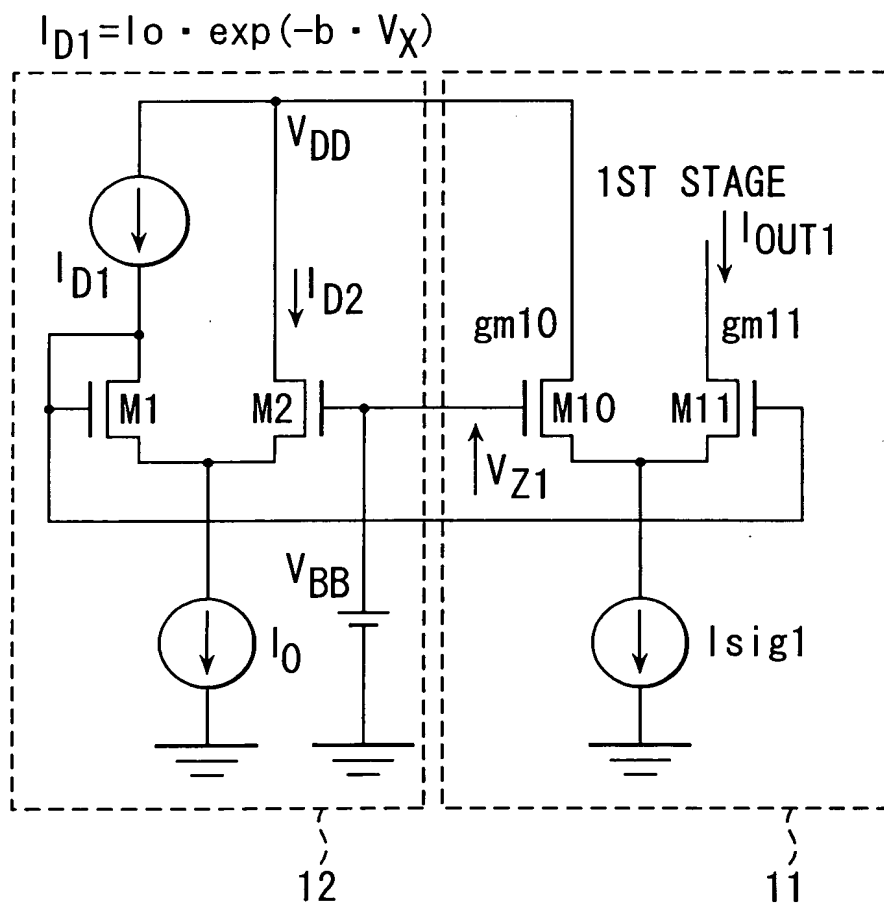 I_D1=Io・exp(-b・V_X)
V_DD
1ST STAGE
I_OUT1
I_D1
I_D2
gm10
gm11
M1
M2
M10
M11
V_Z1
V_BB
I_0
Isig1
12
11